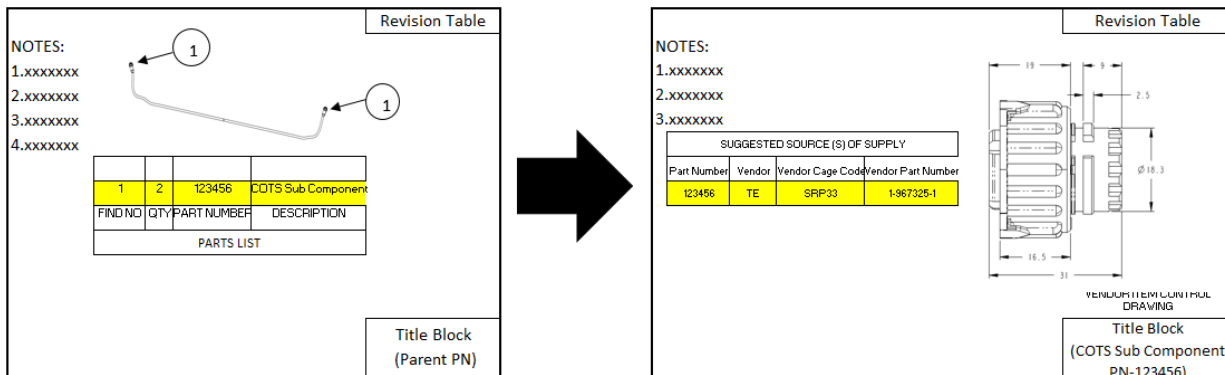 Revision Table
NOTES:
1
1.xxxxxxx
2.xxxxxxx
3.xxxxxxx
4.xxxxxxx
1
1 2 123456 COTS Sub Component
FIND NO QTY PART NUMBER DESCRIPTION
PARTS LIST
Title Block
(Parent PN)
Revision Table
NOTES:
1.xxxxxxx
2.xxxxxxx
3.xxxxxxx
SUGGESTED SOURCE (S) OF SUPPLY
Part Number Vendor Vendor Cage Code Vendor Part Number
123456 TE SRP33 1-967325-1
19 9
2.5
Ø18.3
16.5
31
VENDOR ITEM CONTROL
DRAWING
Title Block
(COTS Sub Component
PN-123456)